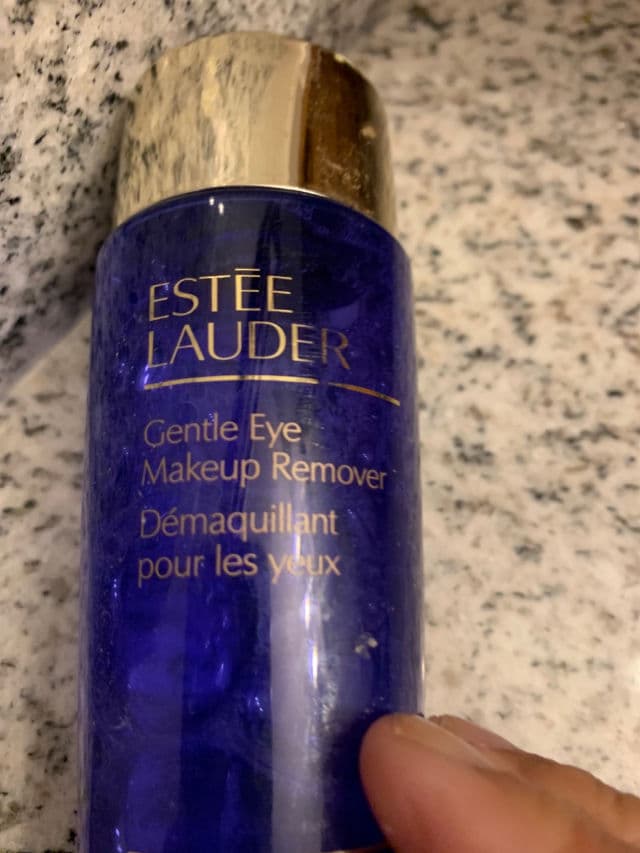 ESTĒE
LAUDER
Gentle Eye
Makeup Remover
Démaquillant
pour les yeux